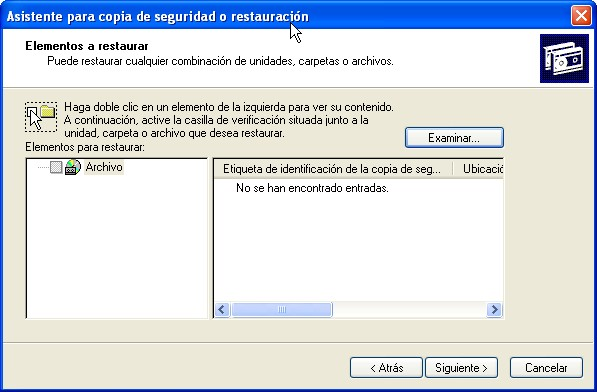 Asistente para copia de seguridad o restauración
Elementos a restaurar
Puede restaurar cualquier combinación de unidades, carpetas o archivos.
Haga doble clic en un elemento de la izquierda para ver su contenido.
A continuación, active la casilla de verificación situada junto a la
unidad, carpeta o archivo que desea restaurar.
Examinar...
Elementos para restaurar:
Archivo
Etiqueta de identificación de la copia de seg... Ubicació
No se han encontrado entradas.
< Atrás Siguiente > Cancelar